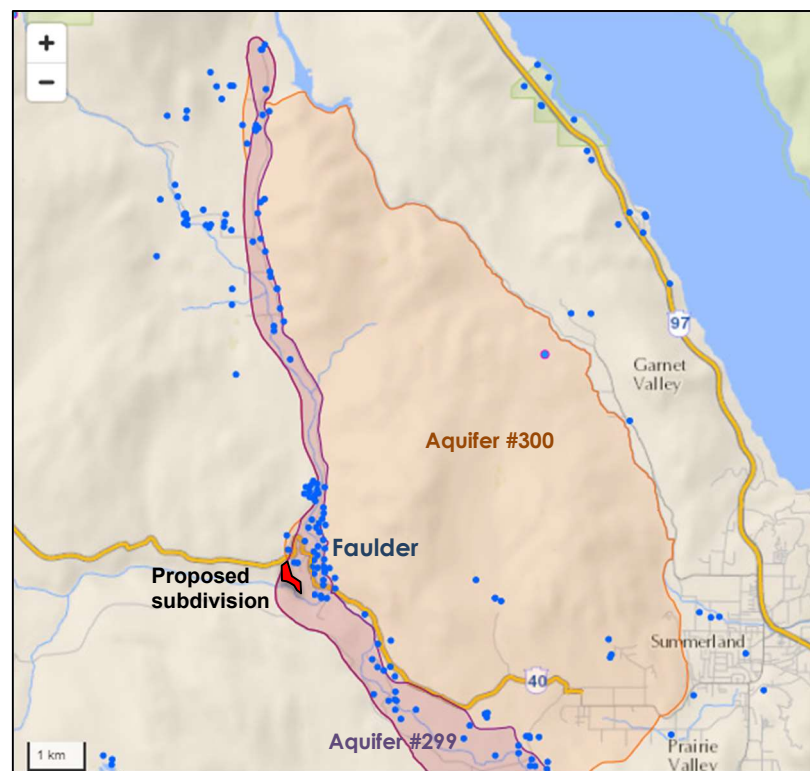 +
−
97
Garnet
Valley
Aquifer #300
Faulder
Proposed
subdivision
Summerland
40
Aquifer #299
Prairie
Valley
1 km